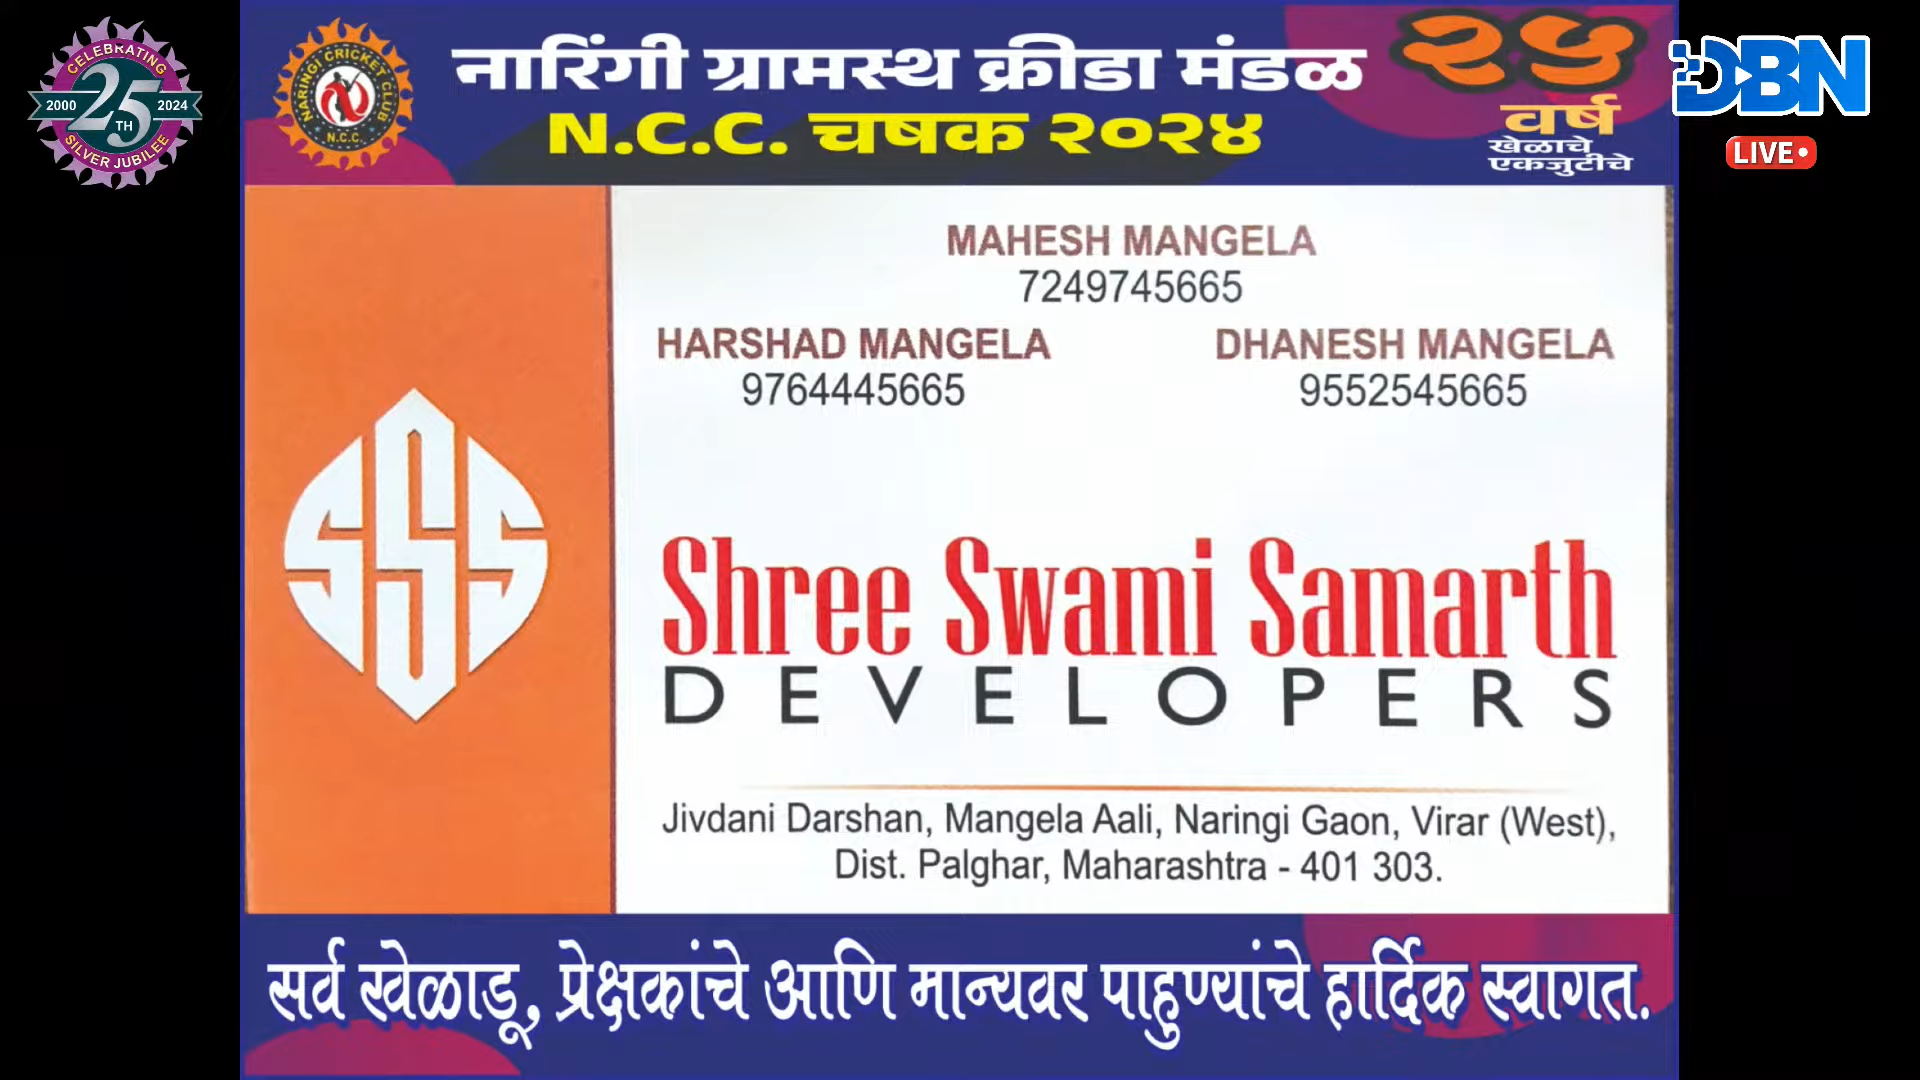 CELEBRATING
2000 25 TH 2024
SILVER JUBILEE
NARINGI CRICKET CLUB
N.C.C.
नारिंगी ग्रामस्थ क्रीडा मंडळ
N.C.C. चषक २०२४
२५
वर्ष
खेळाचे
एकजुटीचे
DBN
LIVE
MAHESH MANGELA
7249745665
HARSHAD MANGELA DHANESH MANGELA
9764445665 9552545665
SSS
Shree Swami Samarth
DEVELOPERS
Jivdani Darshan, Mangela Aali, Naringi Gaon, Virar (West),
Dist. Palghar, Maharashtra - 401 303.
सर्व खेळाडू, प्रेक्षकांचे आणि मान्यवर पाहुण्यांचे हार्दिक स्वागत.